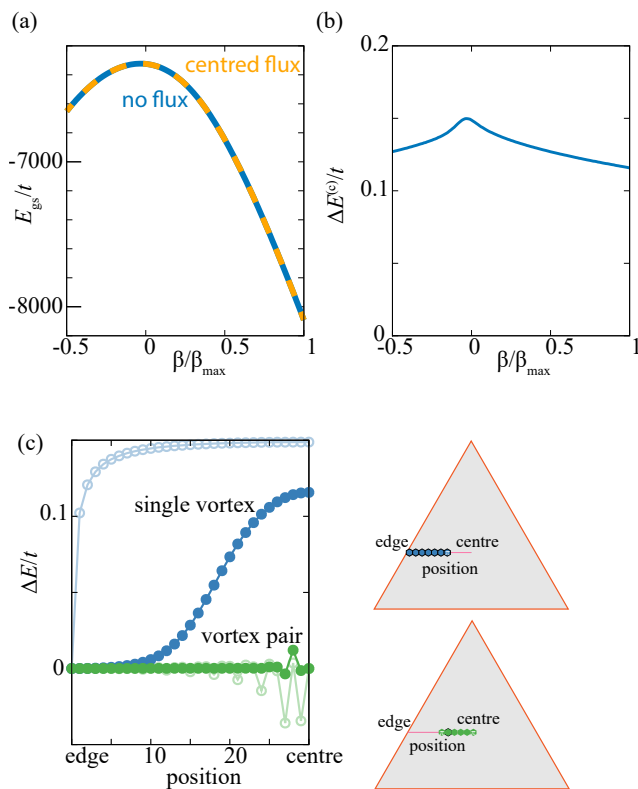 (a)
centred flux
no flux
-7000
-8000
E_gs/t
-0.5 0 0.5 1
β/β_max
(b)
0.2
0.1
0
ΔE^(c)/t
-0.5 0 0.5 1
β/β_max
(c)
0.1
0
ΔE/t
single vortex
vortex pair
edge 10 20 centre
position
edge centre
position
edge centre
position